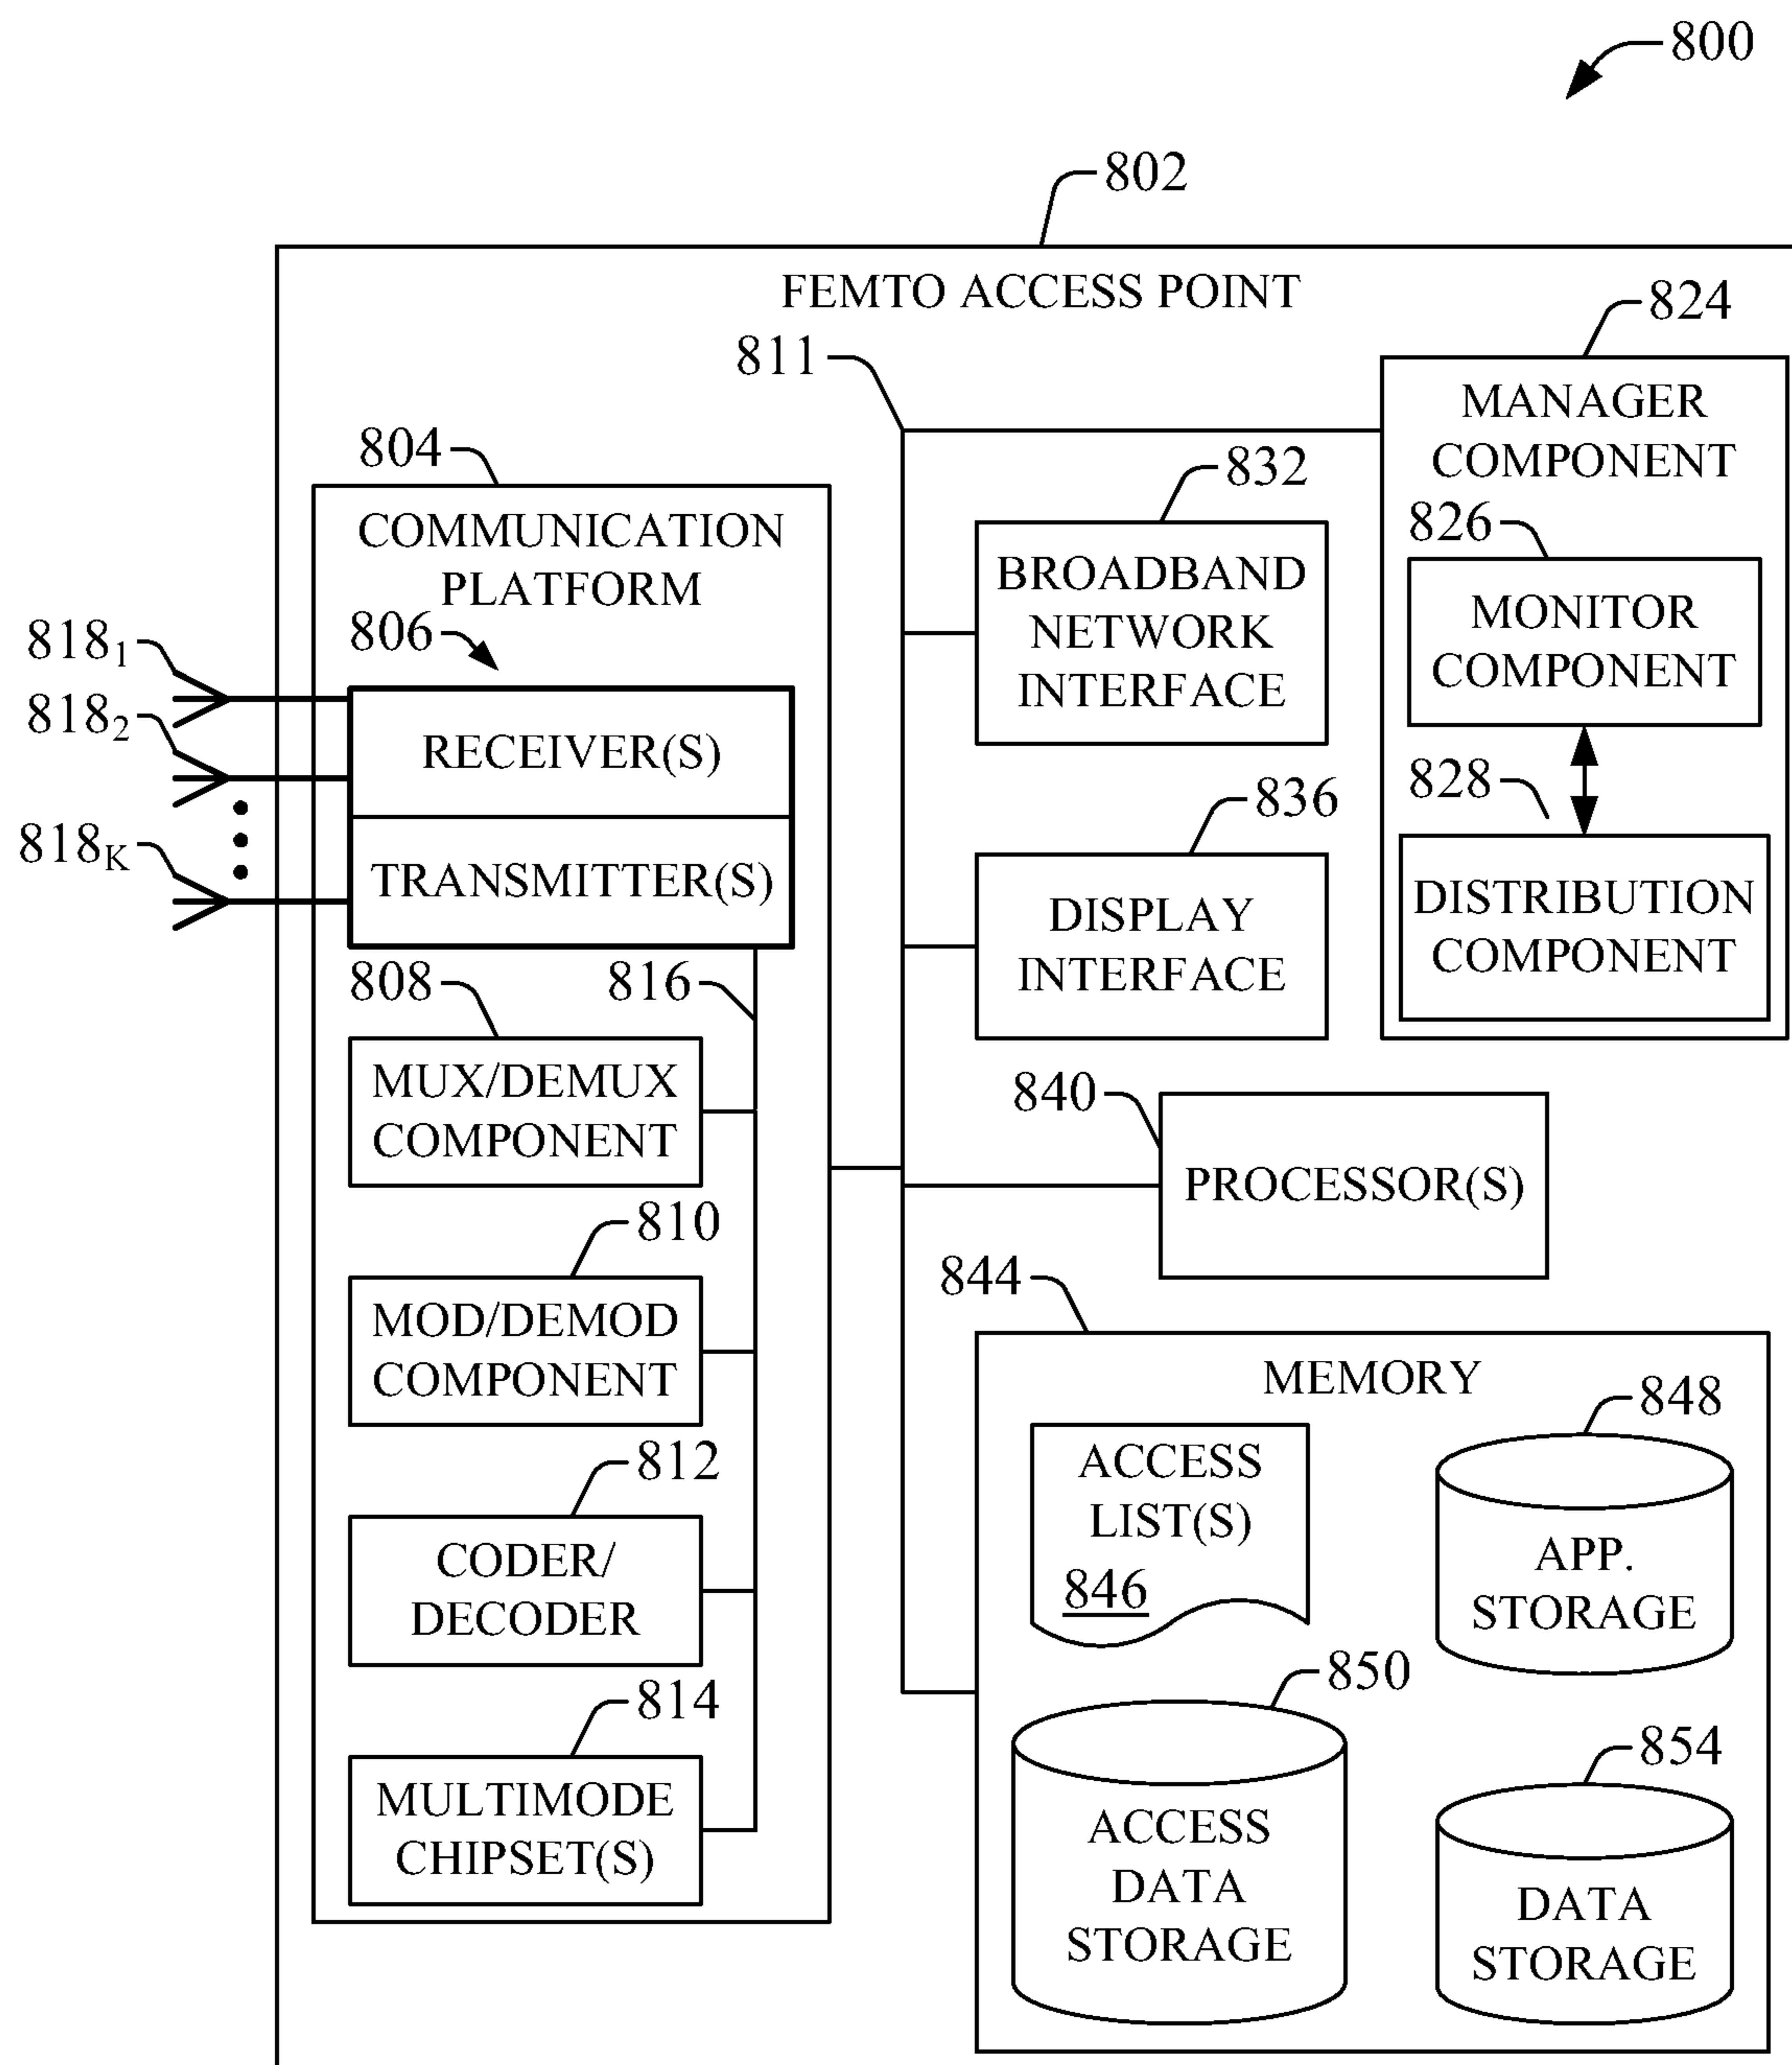 800
802
FEMTO ACCESS POINT
811
824
MANAGER
COMPONENT
804
COMMUNICATION
PLATFORM
806
832
BROADBAND
NETWORK
INTERFACE
826
MONITOR
COMPONENT
818₁
818₂
818K
RECEIVER(S)
TRANSMITTER(S)
836
DISPLAY
INTERFACE
828
DISTRIBUTION
COMPONENT
808
816
MUX/DEMUX
COMPONENT
840
PROCESSOR(S)
810
MOD/DEMOD
COMPONENT
812
CODER/
DECODER
814
MULTIMODE
CHIPSET(S)
844
MEMORY
ACCESS
LIST(S)
846
848
APP.
STORAGE
850
ACCESS
DATA
STORAGE
854
DATA
STORAGE